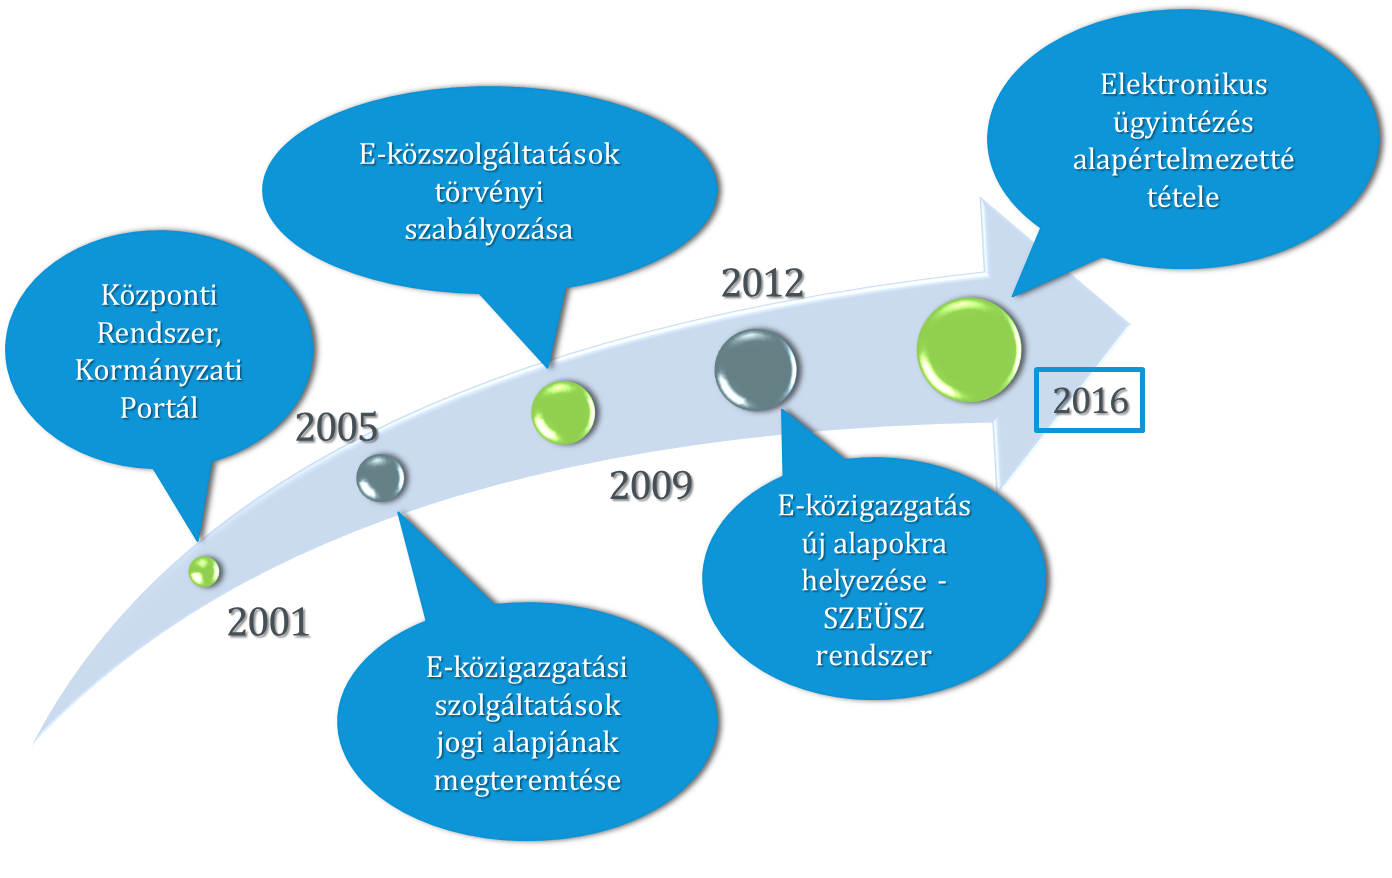 Központi
Rendszer,
Kormányzati
Portál
2001
2005
E-közigazgatási
szolgáltatások
jogi alapjának
megteremtése
E-közszolgáltatások
törvényi
szabályozása
2009
2012
E-közigazgatás
új alapokra
helyezése -
SZEÜSZ
rendszer
Elektronikus
ügyintézés
alapértelmezetté
tétele
2016